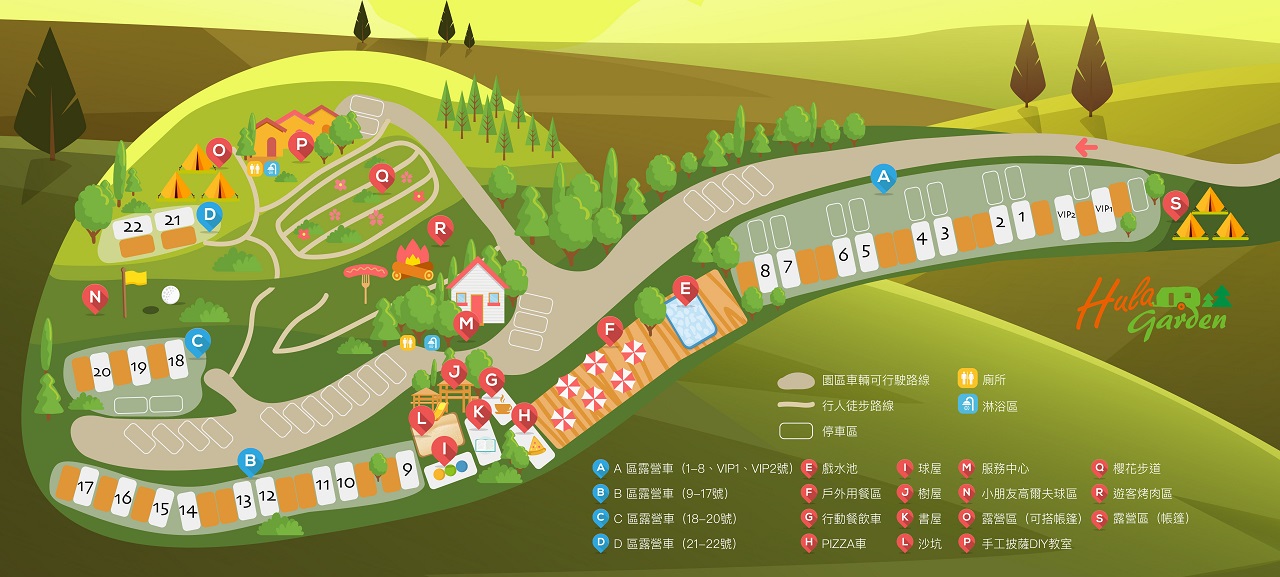 O
P
Q
A
S
22
21
D
R
8
7
6
5
4
3
2
1
VIP2
VIP1
N
E
Hula
Garden
M
F
C
20
19
18
J
G
L
K
H
I
B
17
16
15
14
13
12
11
10
9
園區車輛可行駛路線
行人徒步路線
停車區
廁所
淋浴區
A A 區露營車（1–8、VIP1、VIP2號）
B B 區露營車（9–17號）
C C 區露營車（18–20號）
D D 區露營車（21–22號）
E 戲水池
F 戶外用餐區
G 行動餐飲車
H PIZZA車
I 球屋
J 樹屋
K 書屋
L 沙坑
M 服務中心
N 小朋友高爾夫球區
O 露營區（可搭帳篷）
P 手工披薩DIY教室
Q 櫻花步道
R 遊客烤肉區
S 露營區（帳篷）